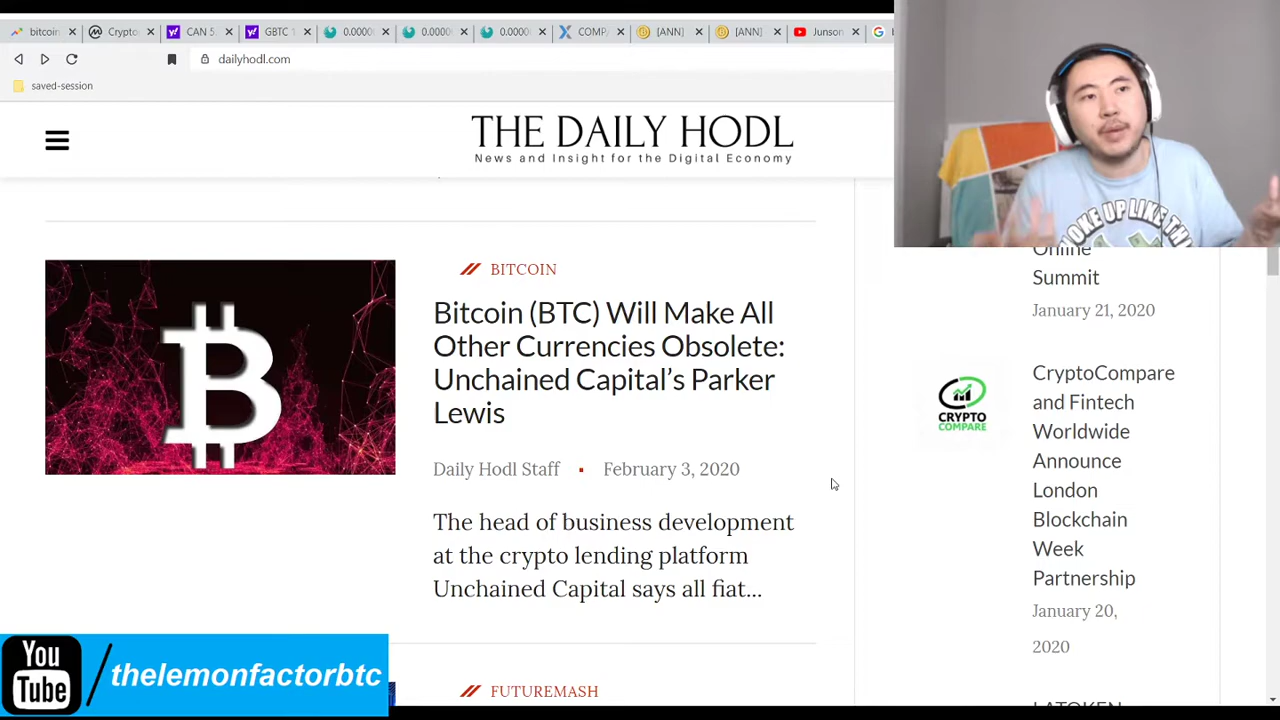 bitcoin
Crypto
CAN 5
GBTC 1
0.0000
0.0000
0.0000
COMP
[ANN]
[ANN]
Junson
dailyhodl.com
saved-session
THE DAILY HODL
News and Insight for the Digital Economy
BITCOIN
Bitcoin (BTC) Will Make All
Other Currencies Obsolete:
Unchained Capital's Parker
Lewis
Daily Hodl Staff ▪ February 3, 2020
The head of business development
at the crypto lending platform
Unchained Capital says all fiat...
FUTUREMASH
Online
Summit
January 21, 2020
CRYPTO
COMPARE
CryptoCompare
and Fintech
Worldwide
Announce
London
Blockchain
Week
Partnership
January 20,
2020
LATOKEN
You
Tube
/thelemonfactorbtc